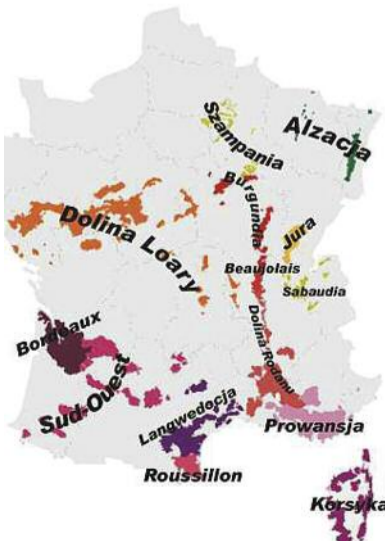 Szampania
Alzacja
Burgundia
Dolina Loary
Jura
Beaujolais
Sabaudia
Bordeaux
Dolina Rodanu
Sud-Ouest
Langwedocja
Prowansja
Roussillon
Korsyka